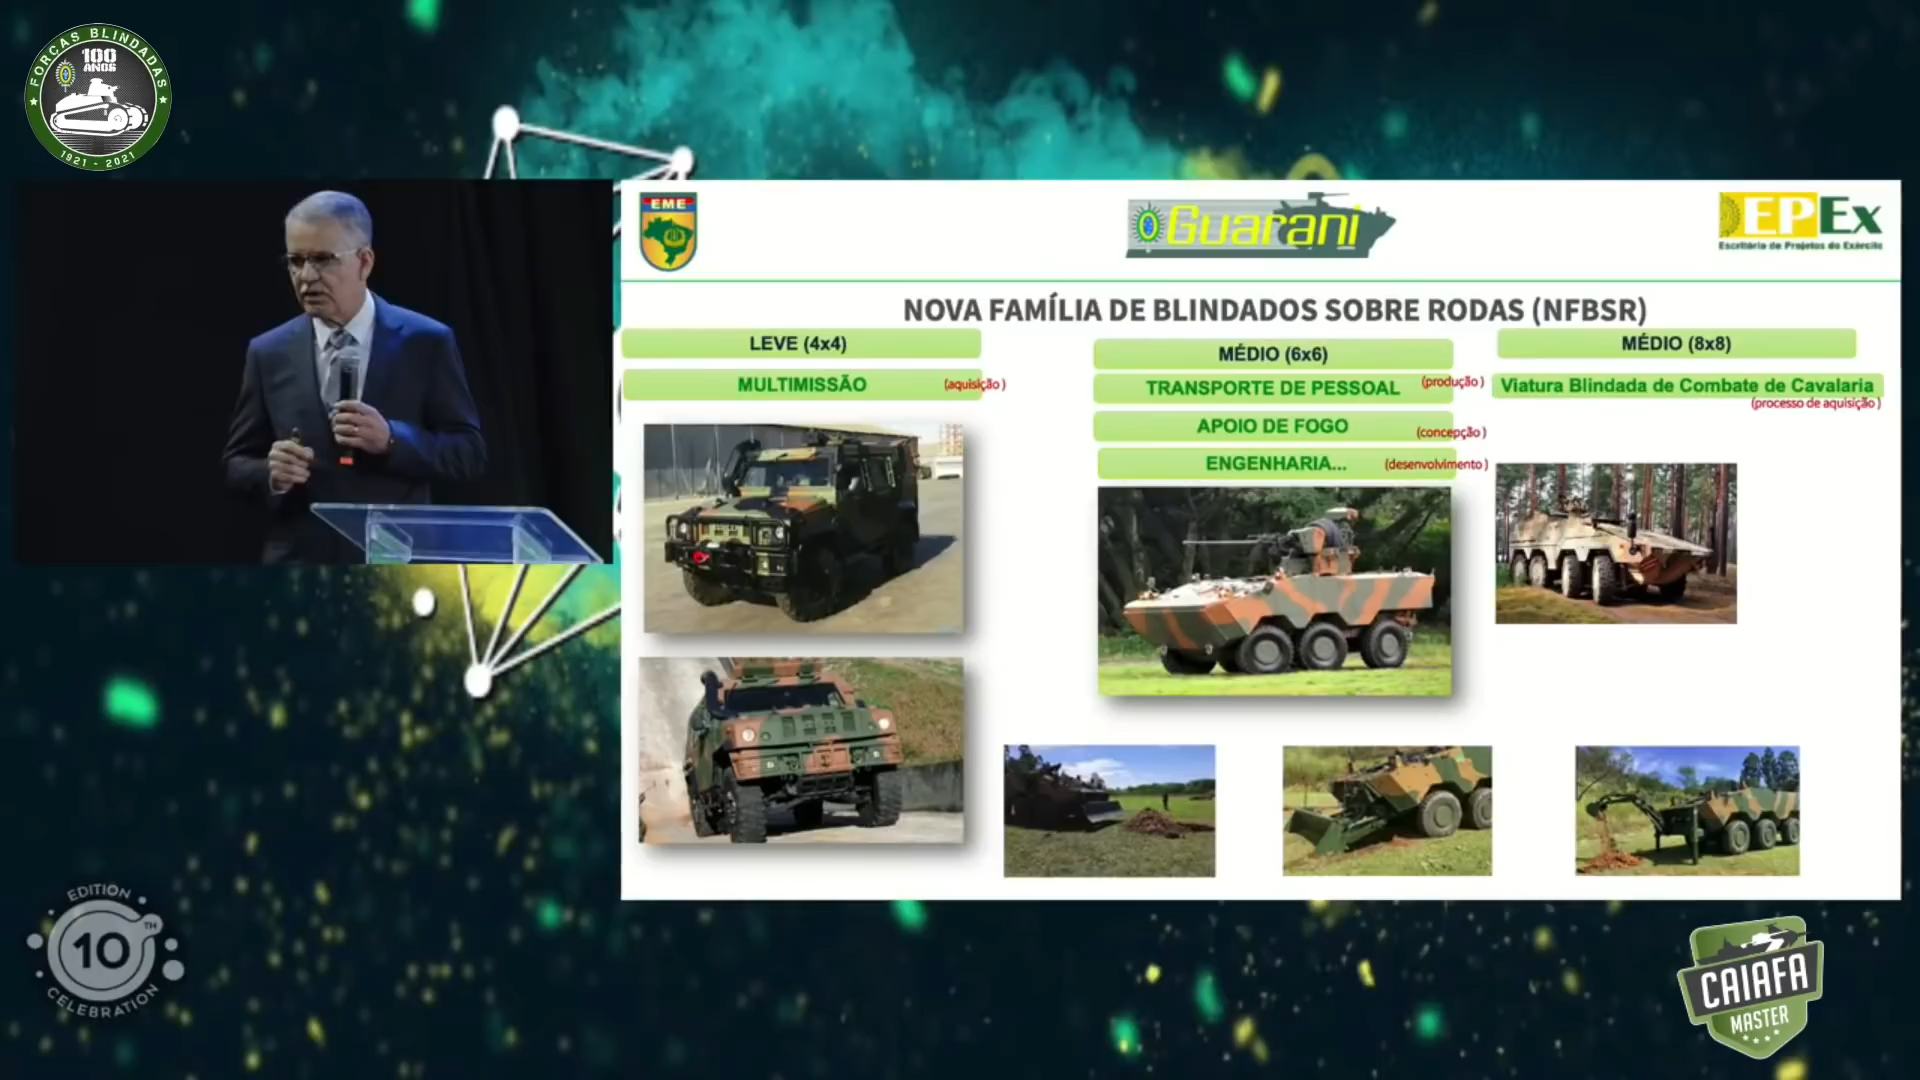 FORÇAS BLINDADAS
100
ANOS
1921 - 2021
EME
Guarani
EPEx
Escritório de Projetos do Exército
NOVA FAMÍLIA DE BLINDADOS SOBRE RODAS (NFBSR)
LEVE (4x4)
MULTIMISSÃO (aquisição )
MÉDIO (6x6)
TRANSPORTE DE PESSOAL (produção )
APOIO DE FOGO (concepção )
ENGENHARIA... (desenvolvimento )
MÉDIO (8x8)
Viatura Blindada de Combate de Cavalaria
(processo de aquisição )
EDITION
10TH
CELEBRATION
CAIAFA
MASTER